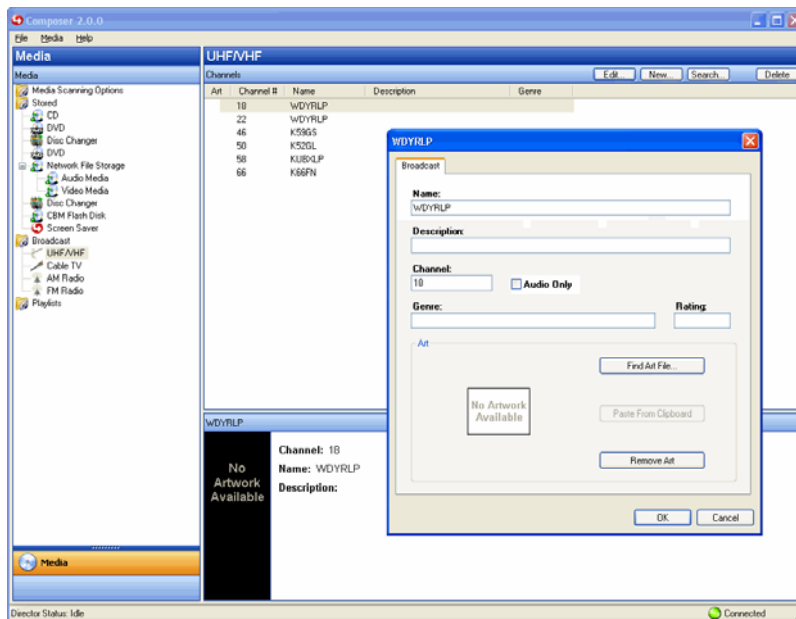 Composer 2.0.0
File Media Help
Media
Media
Media Scanning Options
Stored
CD
DVD
Disc Changer
DVD
Network File Storage
Audio Media
Video Media
Disc Changer
CBM Flash Disk
Screen Saver
Broadcast
UHF/VHF
Cable TV
AM Radio
FM Radio
Playlists
Media
UHF/VHF
Channels Edit... New... Search... Delete
Art Channel # Name Description Genre
18 WDYRLP
22 WDYRLP
46 K59GS
50 K52GL
58 KUBXLP
66 K66FN
WDYRLP
No Artwork Available
Channel: 18
Name: WDYRLP
Description:
WDYRLP
Broadcast
Name:
WDYRLP
Description:
Channel:
18 Audio Only
Genre: Rating:
Art
No Artwork Available
Find Art File...
Paste From Clipboard
Remove Art
OK Cancel
Director Status: Idle Connected